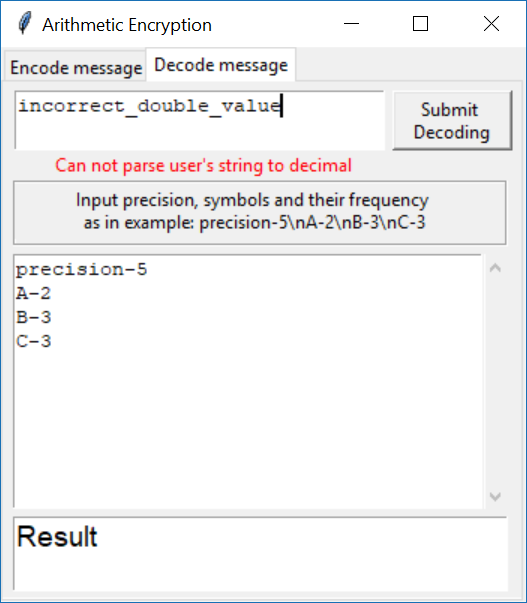 Arithmetic Encryption
Encode message
Decode message
incorrect_double_value
Submit
Decoding
Can not parse user's string to decimal
Input precision, symbols and their frequency
as in example: precision-5\nA-2\nB-3\nC-3
precision-5
A-2
B-3
C-3
Result